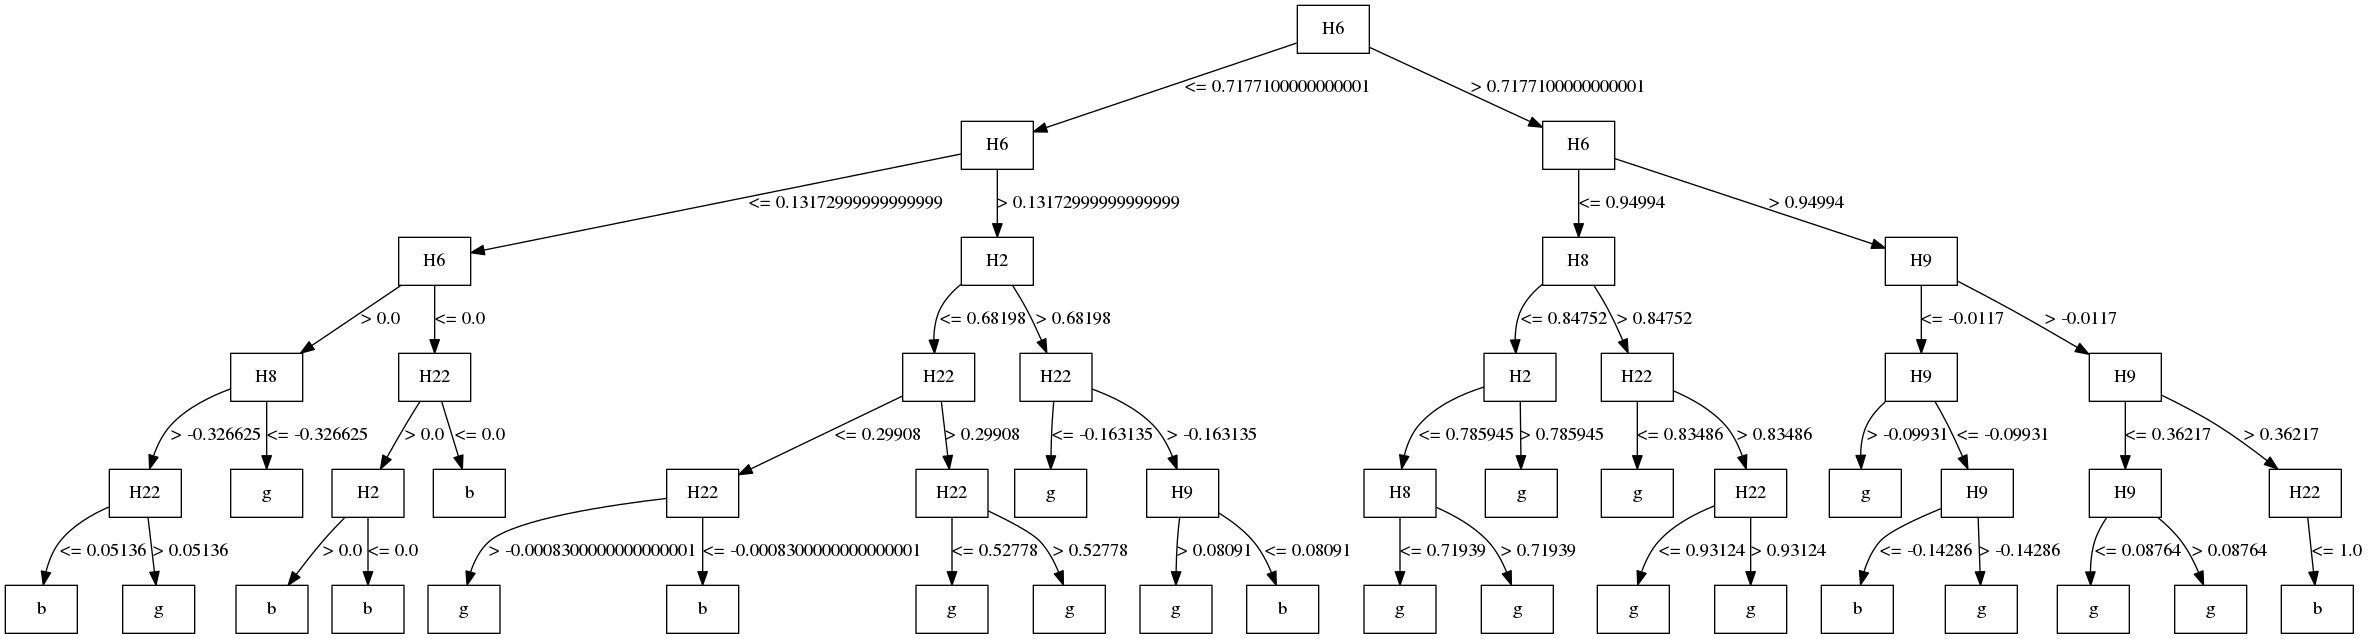 H6
<= 0.7177100000000001
> 0.7177100000000001
H6
H6
<= 0.13172999999999999
> 0.13172999999999999
<= 0.94994
> 0.94994
H6
H2
H8
H9
> 0.0
<= 0.0
<= 0.68198
> 0.68198
<= 0.84752
> 0.84752
<= -0.0117
> -0.0117
H8
H22
H22
H22
H2
H22
H9
H9
> -0.326625
<= -0.326625
> 0.0
<= 0.0
<= 0.29908
> 0.29908
<= -0.163135
> -0.163135
<= 0.785945
> 0.785945
<= 0.83486
> 0.83486
> -0.09931
<= -0.09931
<= 0.36217
> 0.36217
H22
g
H2
b
H22
H22
g
H9
H8
g
g
H22
g
H9
H9
H22
<= 0.05136
> 0.05136
> 0.0
<= 0.0
> -0.0008300000000000001
<= -0.0008300000000000001
<= 0.52778
> 0.52778
> 0.08091
<= 0.08091
<= 0.71939
> 0.71939
<= 0.93124
> 0.93124
<= -0.14286
> -0.14286
<= 0.08764
> 0.08764
<= 1.0
b
g
b
b
g
b
g
g
g
b
g
g
g
g
b
g
g
g
b